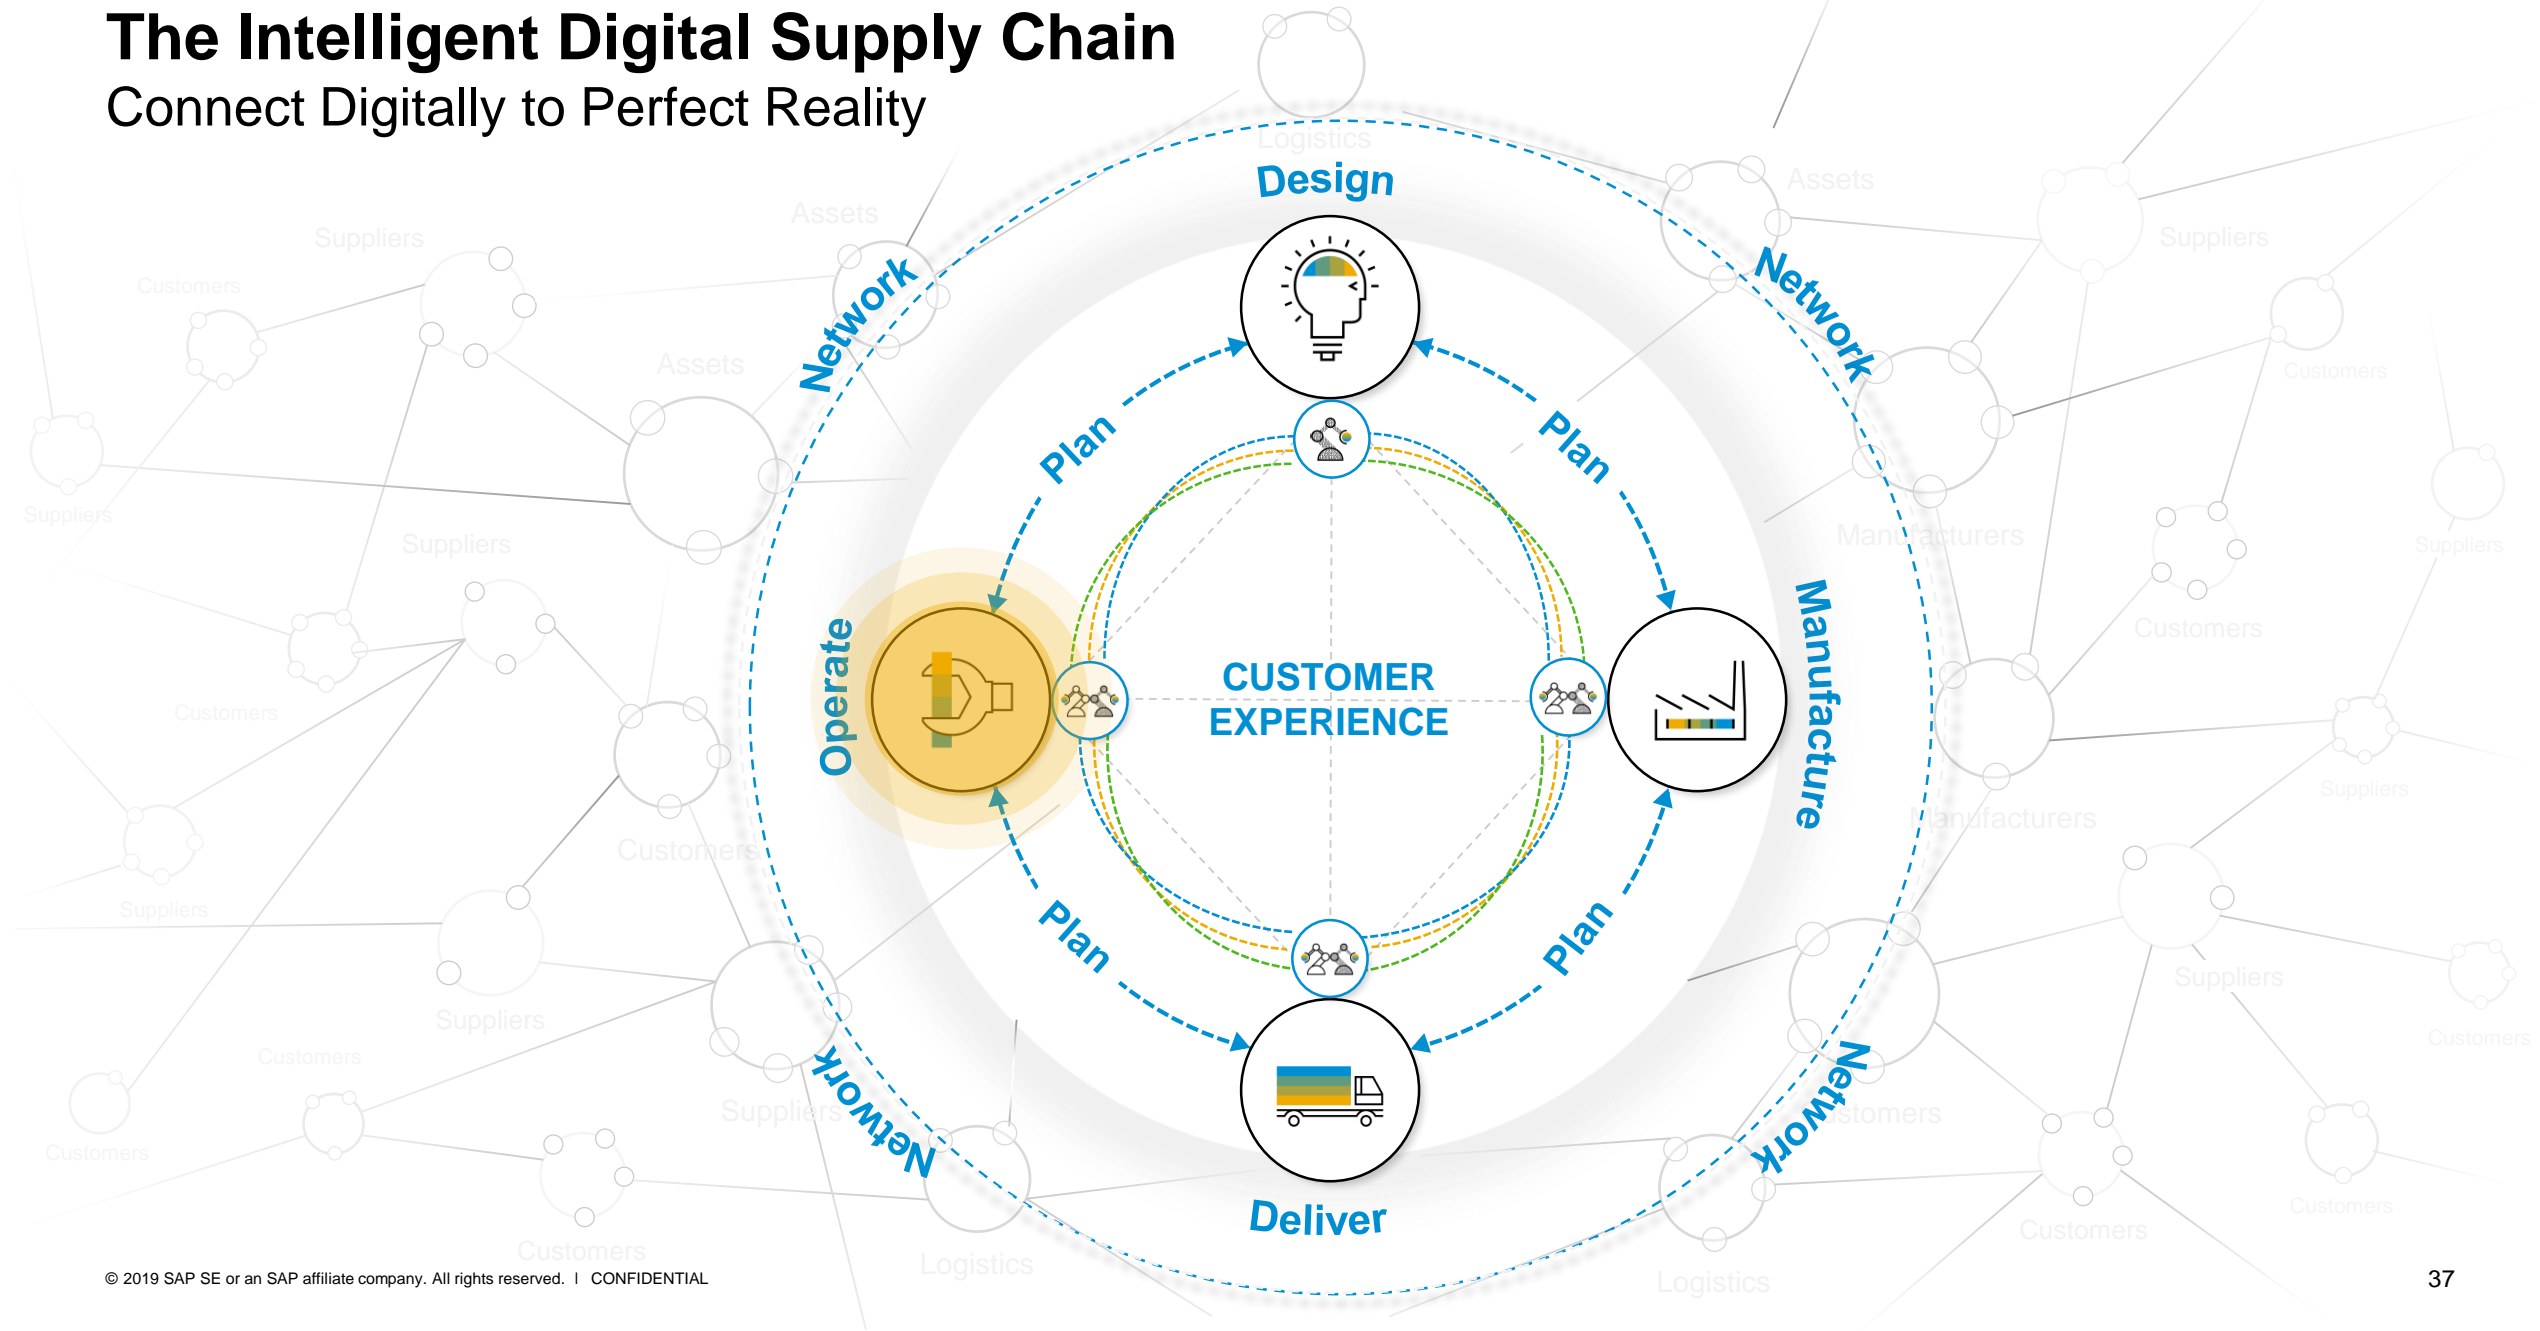 The Intelligent Digital Supply Chain
Connect Digitally to Perfect Reality
Logistics
Design
Assets
Assets
Suppliers
Suppliers
Customers
Network
Network
Assets
Customers
Plan
Plan
Suppliers
Suppliers
Manufacturers
Suppliers
Customers
Operate
CUSTOMER
EXPERIENCE
Manufacture
Customers
Suppliers
Manufacturers
Customers
Suppliers
Plan
Plan
Suppliers
Suppliers
Customers
Customers
Network
Network
Suppliers
Customers
Customers
Customers
Deliver
Customers
Customers
Logistics
Logistics
© 2019 SAP SE or an SAP affiliate company. All rights reserved. I CONFIDENTIAL
37